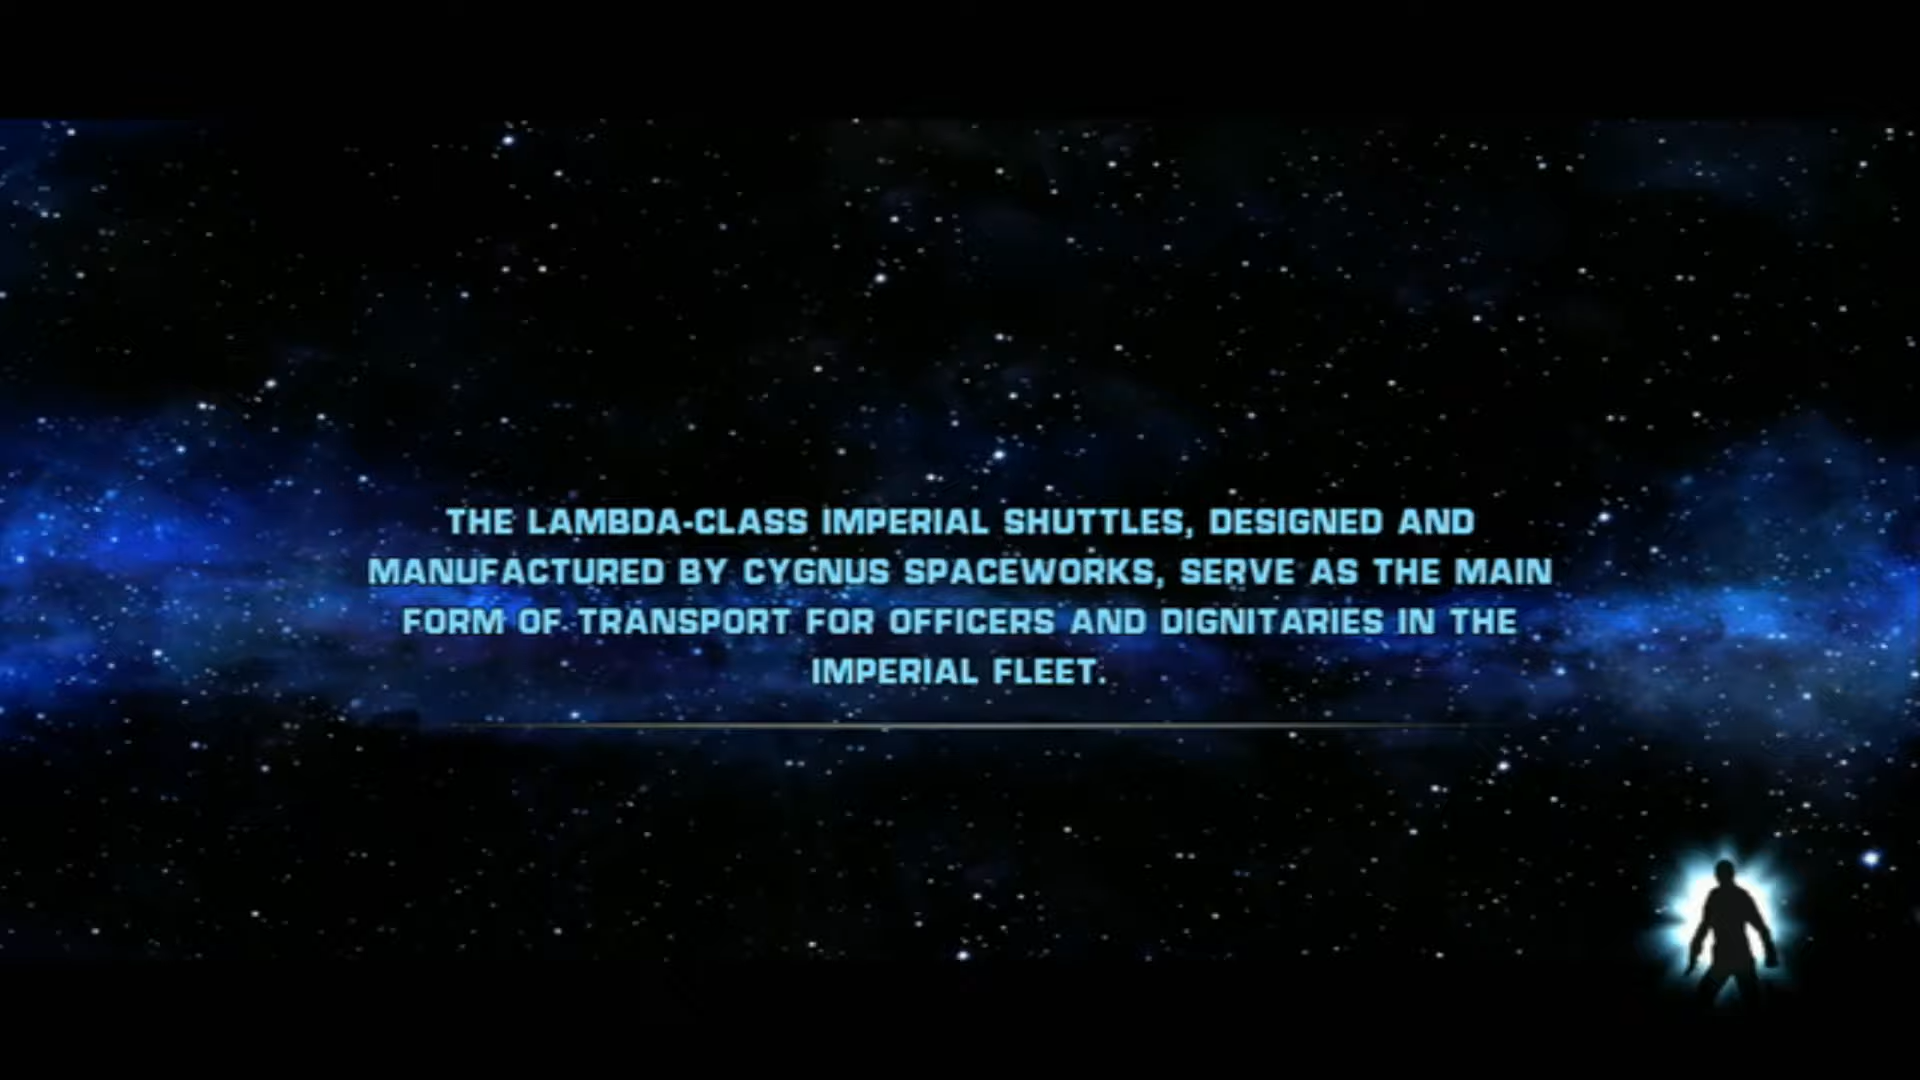 THE LAMBDA-CLASS IMPERIAL SHUTTLES, DESIGNED AND
MANUFACTURED BY CYGNUS SPACEWORKS, SERVE AS THE MAIN
FORM OF TRANSPORT FOR OFFICERS AND DIGNITARIES IN THE
IMPERIAL FLEET.